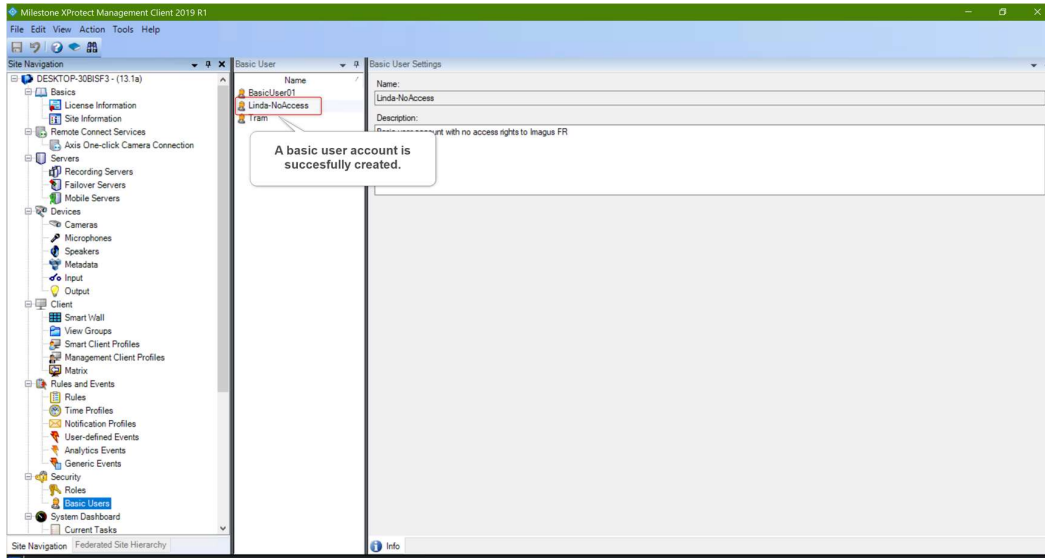 Milestone XProtect Management Client 2019 R1
File Edit View Action Tools Help
Site Navigation
DESKTOP-30BISF3 - (13.1a)
Basics
License Information
Site Information
Remote Connect Services
Axis One-click Camera Connection
Servers
Recording Servers
Failover Servers
Mobile Servers
Devices
Cameras
Microphones
Speakers
Metadata
Input
Output
Client
Smart Wall
View Groups
Smart Client Profiles
Management Client Profiles
Matrix
Rules and Events
Rules
Time Profiles
Notification Profiles
User-defined Events
Analytics Events
Generic Events
Security
Roles
Basic Users
System Dashboard
Current Tasks
Site Navigation Federated Site Hierarchy
Basic User
Name
BasicUser01
Linda-NoAccess
Tram
A basic user account is
succesfully created.
Basic User Settings
Name:
Linda-NoAccess
Description:
with no access rights to Imagus FR
Info